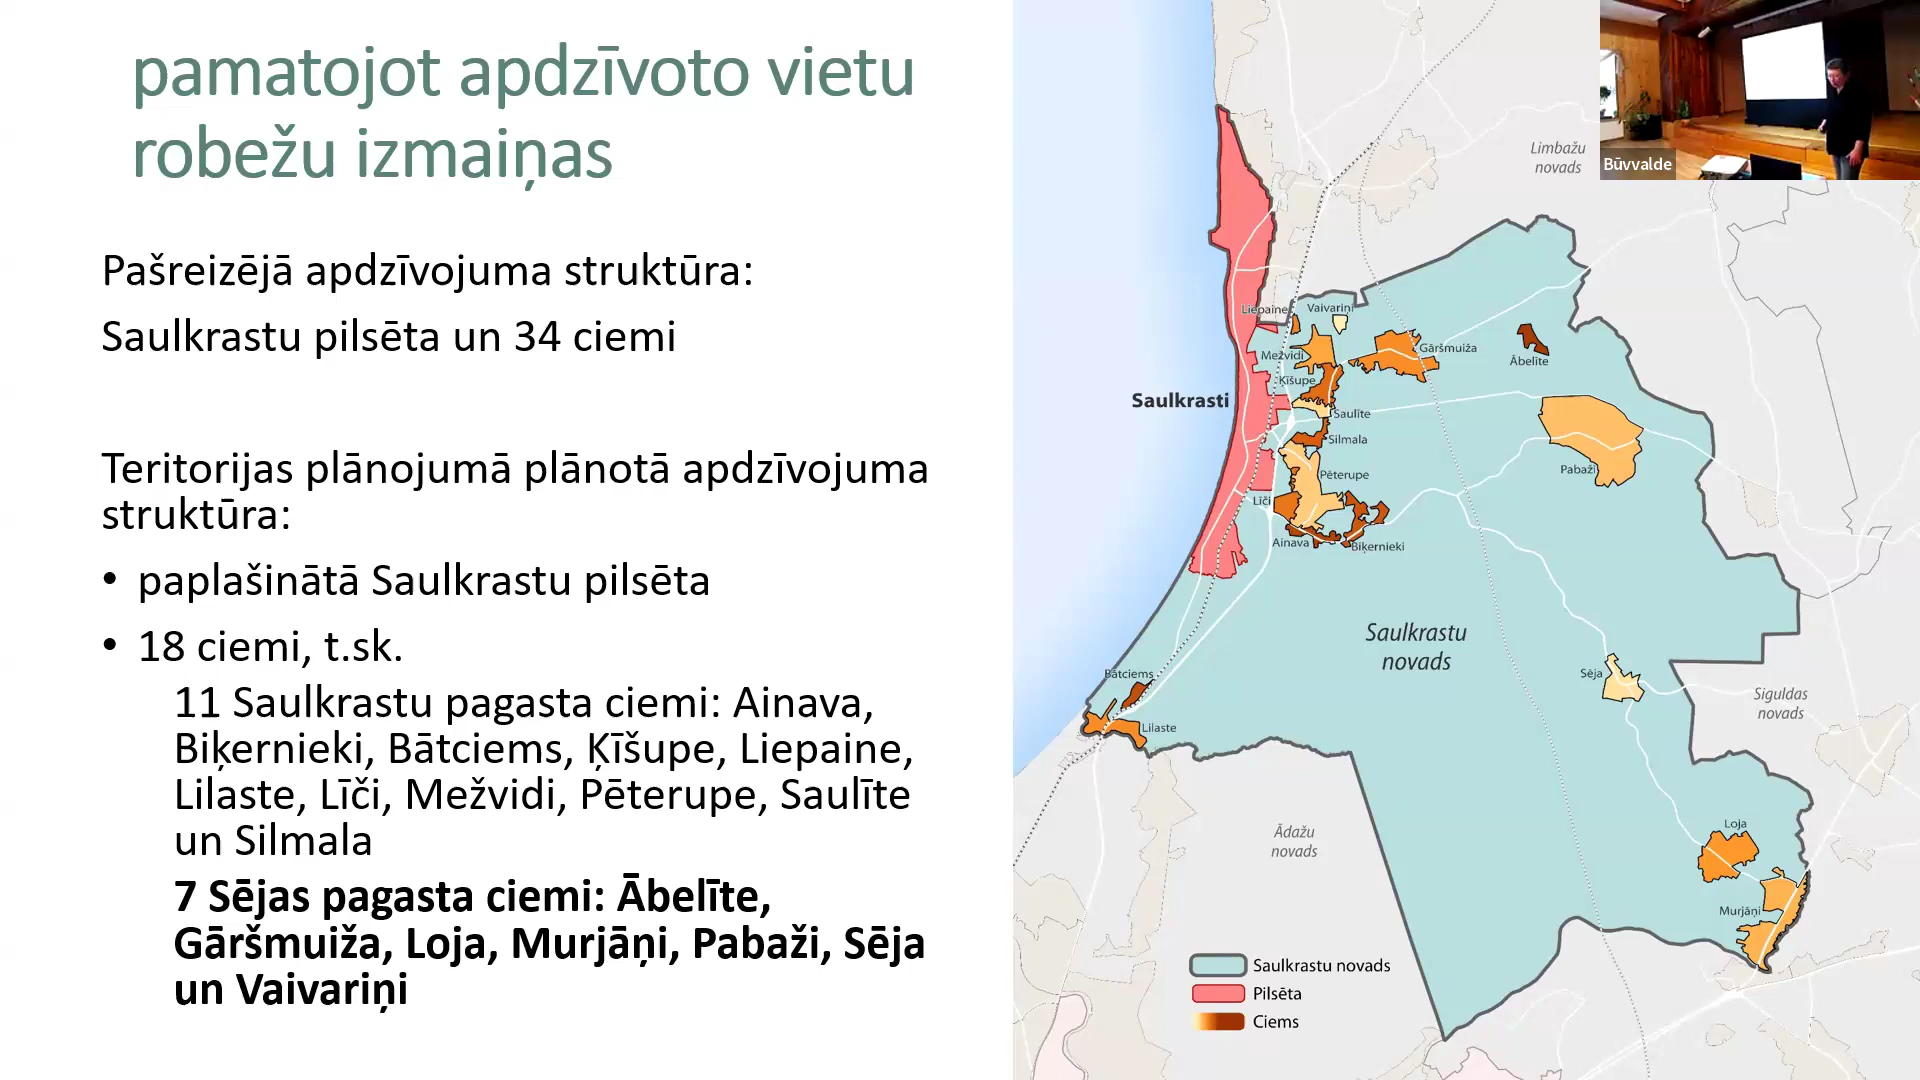 pamatojot apdzīvoto vietu
robežu izmaiņas
Pašreizējā apdzīvojuma struktūra:
Saulkrastu pilsēta un 34 ciemi
Teritorijas plānojumā plānotā apdzīvojuma
struktūra:
• paplašinātā Saulkrastu pilsēta
• 18 ciemi, t.sk.
11 Saulkrastu pagasta ciemi: Ainava,
Biķernieki, Bātciems, Ķīšupe, Liepaine,
Lilaste, Līči, Mežvidi, Pēterupe, Saulīte
un Silmala
7 Sējas pagasta ciemi: Ābelīte,
Gāršmuiža, Loja, Murjāņi, Pabaži, Sēja
un Vaivariņi
Būvvalde
Limbažu
novads
Liepaine
Vaivariņi
Mežvidi
Gāršmuiža
Ābelīte
Ķīšupe
Saulkrasti
Saulīte
Silmala
Pabaži
Pēterupe
Līči
Ainava
Biķernieki
Saulkrastu
novads
Bātciems
Sēja
Siguldas
novads
Lilaste
Ādažu
novads
Loja
Murjāņi
Saulkrastu novads
Pilsēta
Ciems